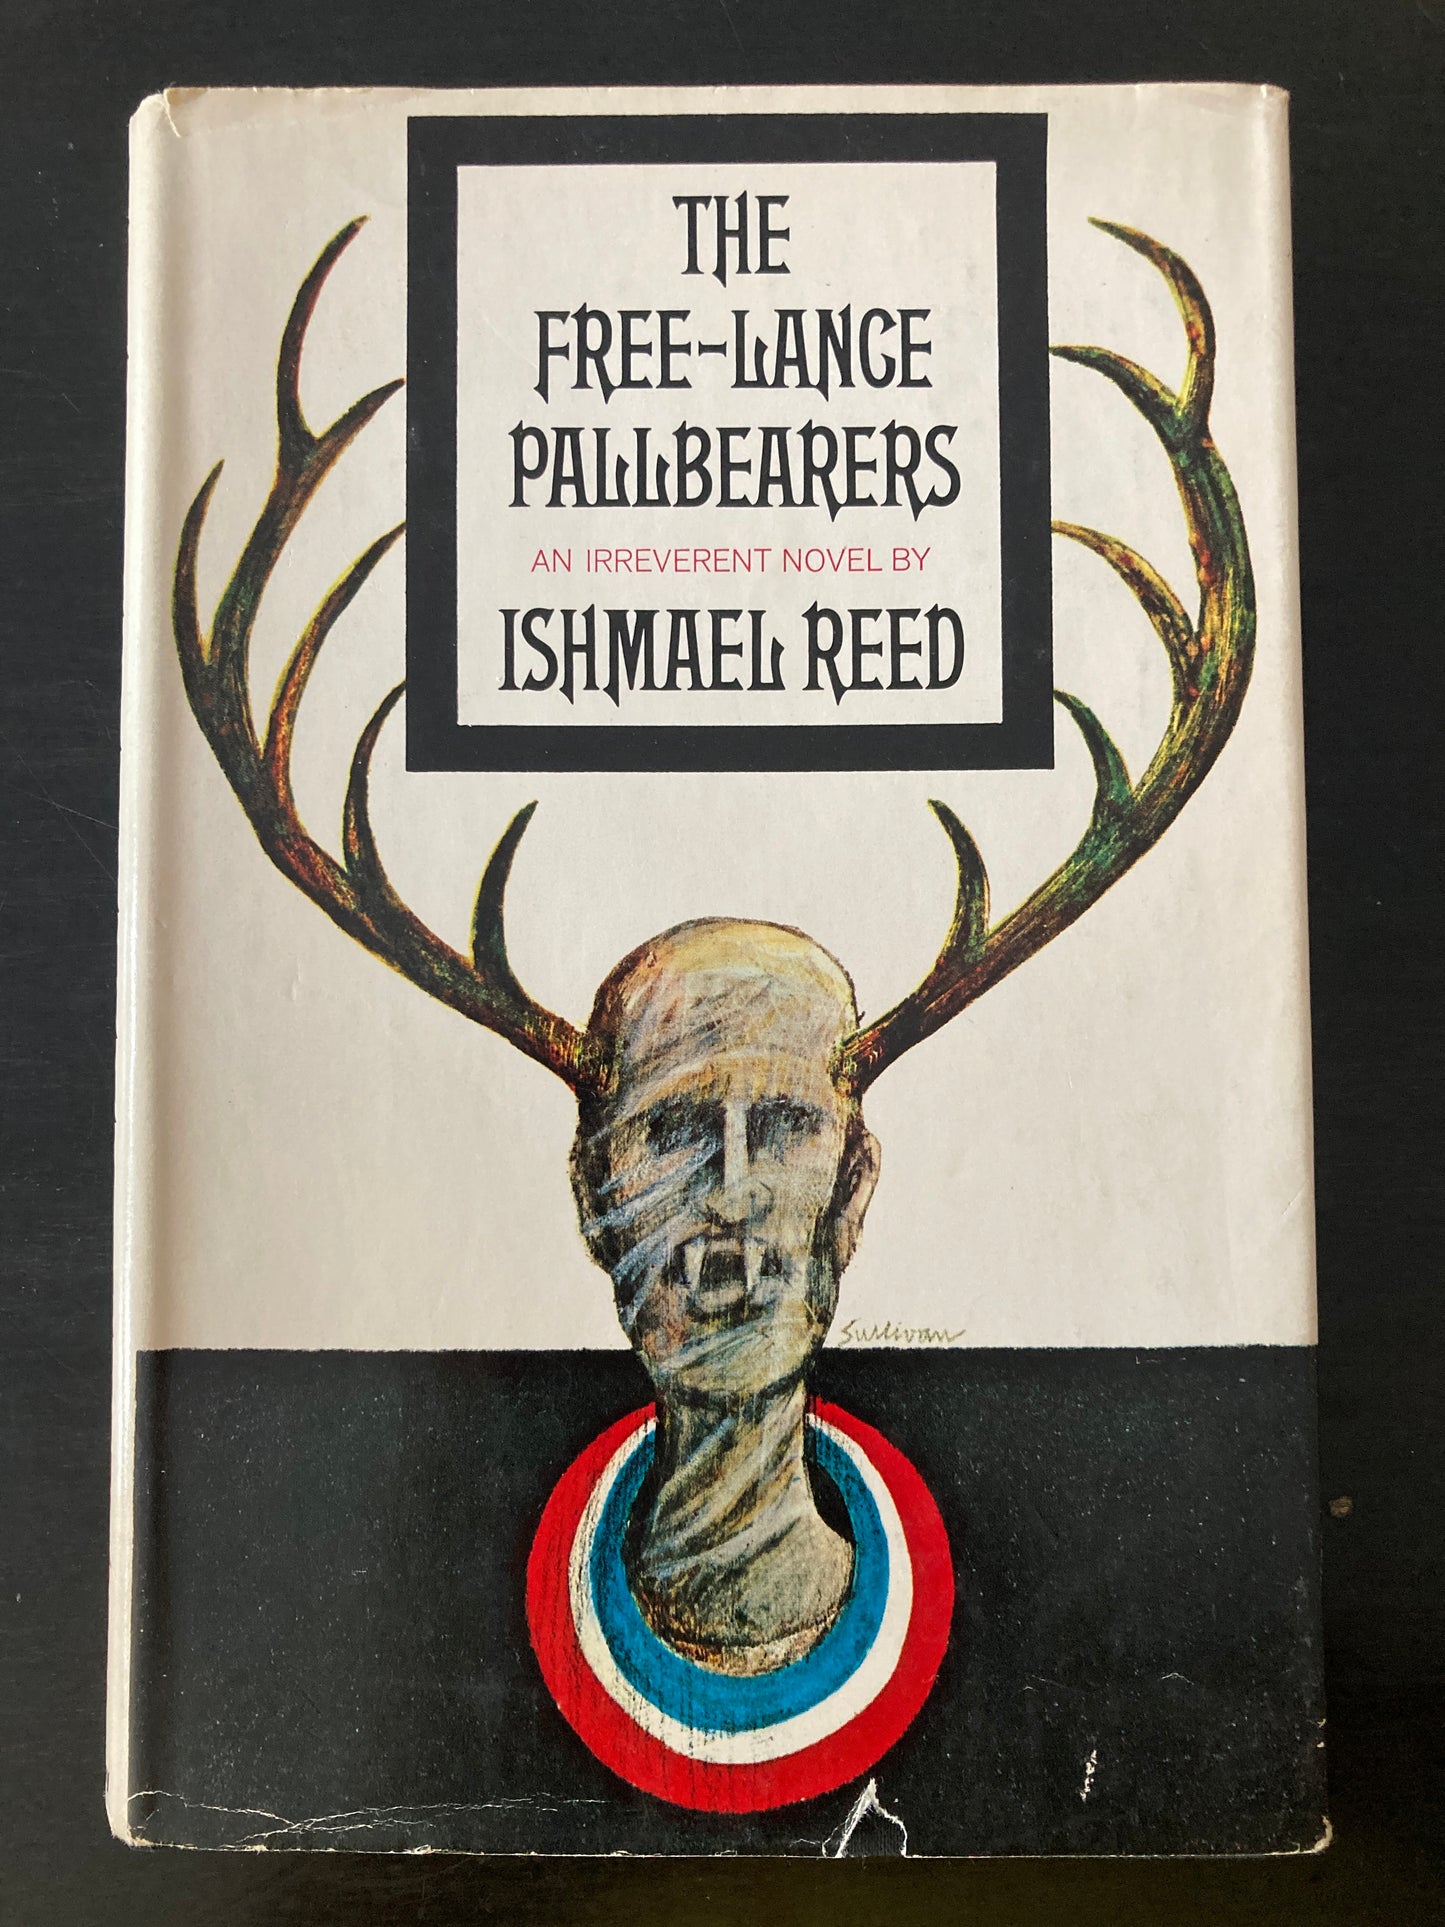 THE
FREE-LANCE
PALLBEARERS
AN IRREVERENT NOVEL BY
ISHMAEL REED
Sullivan